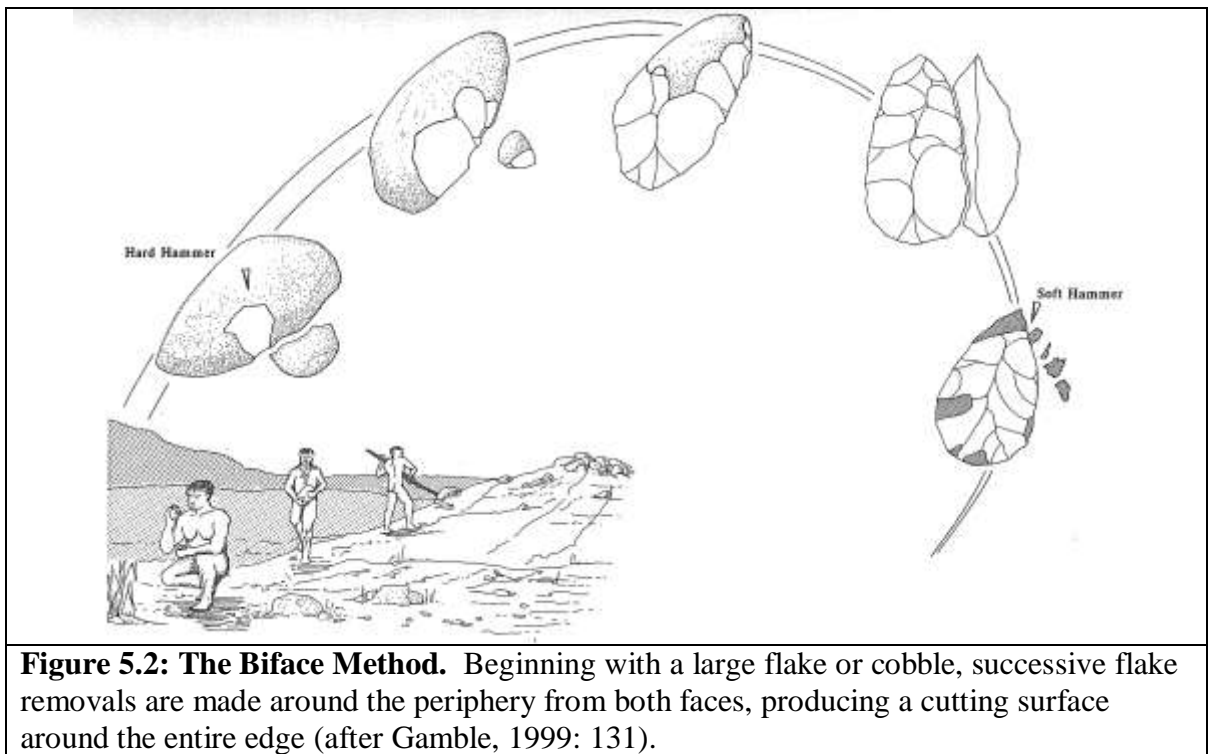 Hard Hammer
Soft Hammer
Figure 5.2: The Biface Method. Beginning with a large flake or cobble, successive flake
removals are made around the periphery from both faces, producing a cutting surface
around the entire edge (after Gamble, 1999: 131).